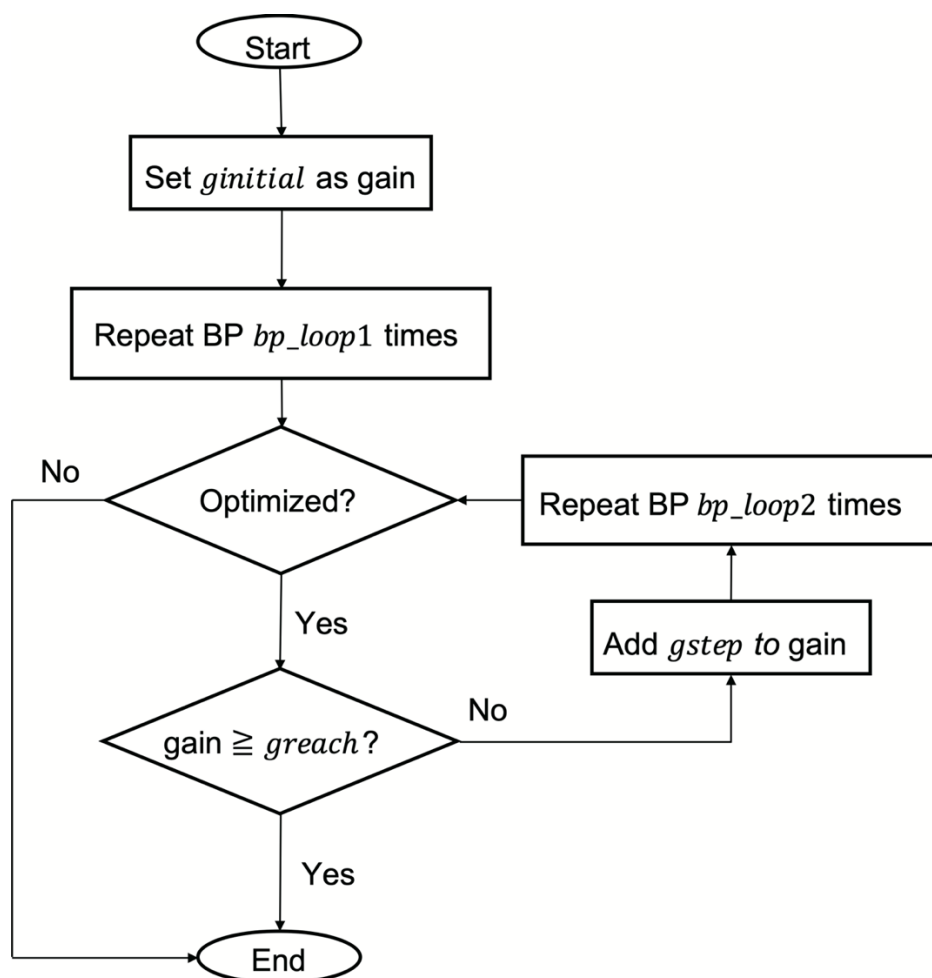 Start
Set ginitial as gain
Repeat BP bp_loop1 times
No
Optimized?
Repeat BP bp_loop2 times
Yes
Add gstep to gain
No
gain ≧ greach?
Yes
End